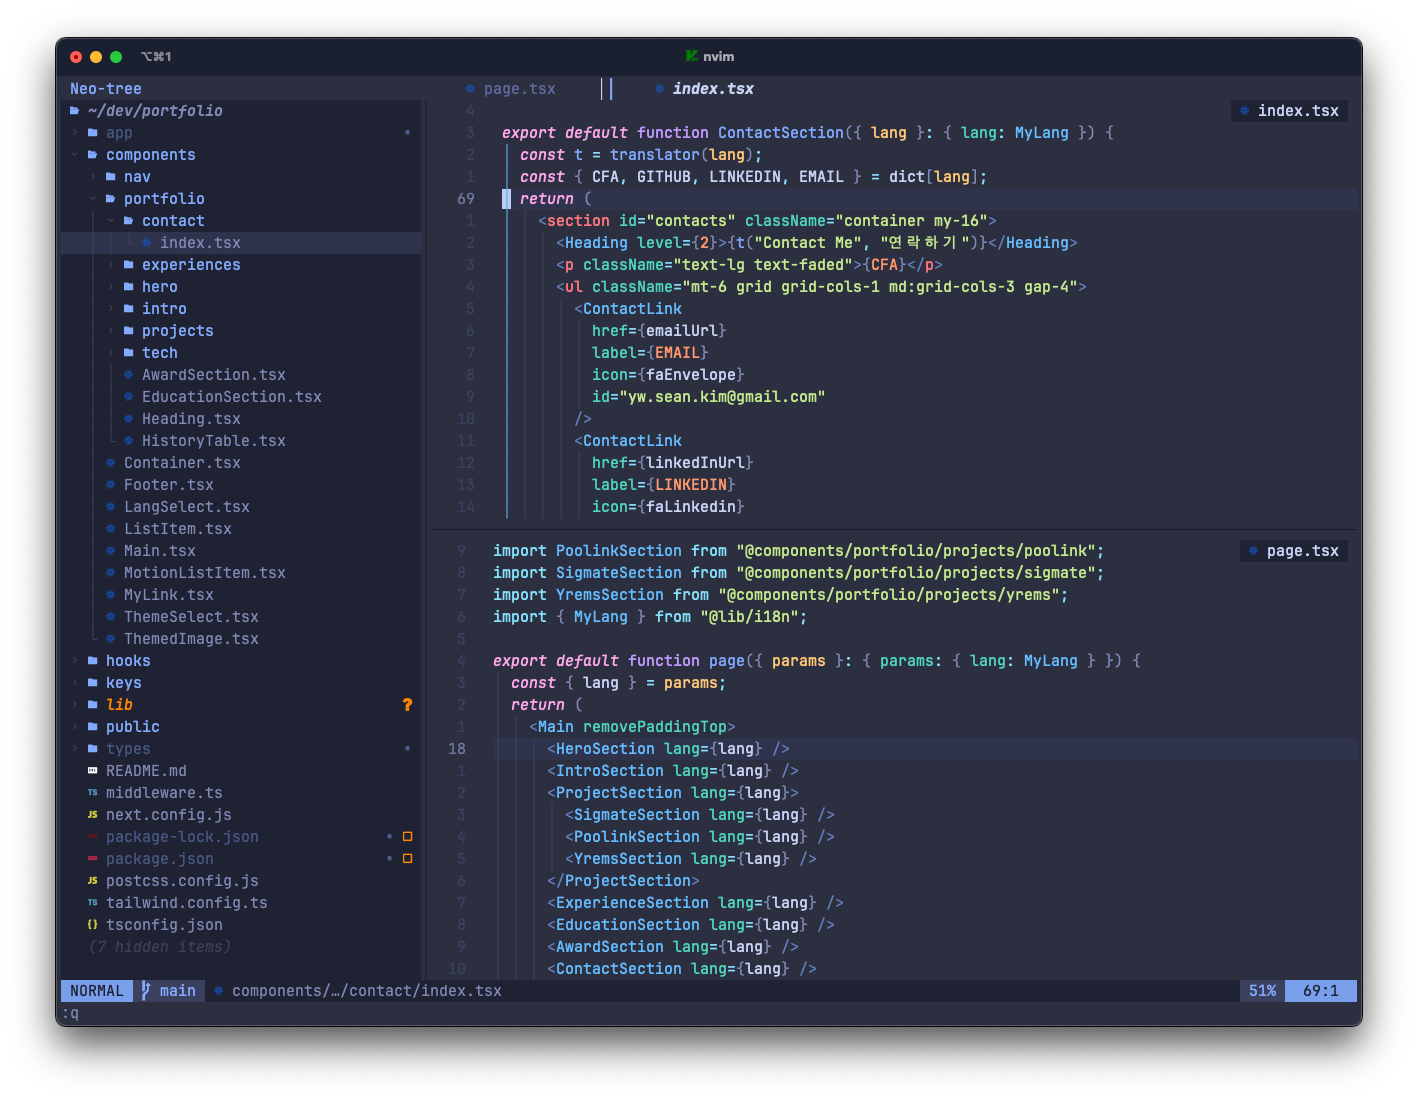 ⌥⌘1
nvim
Neo-tree
~/dev/portfolio
app
components
nav
portfolio
contact
index.tsx
experiences
hero
intro
projects
tech
AwardSection.tsx
EducationSection.tsx
Heading.tsx
HistoryTable.tsx
Container.tsx
Footer.tsx
LangSelect.tsx
ListItem.tsx
Main.tsx
MotionListItem.tsx
MyLink.tsx
ThemeSelect.tsx
ThemedImage.tsx
hooks
keys
lib ?
public
types
README.md
TS middleware.ts
JS next.config.js
package-lock.json
package.json
JS postcss.config.js
TS tailwind.config.ts
{} tsconfig.json
(7 hidden items)
page.tsx index.tsx
4 index.tsx
3 export default function ContactSection({ lang }: { lang: MyLang }) {
2 const t = translator(lang);
1 const { CFA, GITHUB, LINKEDIN, EMAIL } = dict[lang];
69 return (
1 <section id="contacts" className="container my-16">
2 <Heading level={2}>{t("Contact Me", "연락하기")}</Heading>
3 <p className="text-lg text-faded">{CFA}</p>
4 <ul className="mt-6 grid grid-cols-1 md:grid-cols-3 gap-4">
5 <ContactLink
6 href={emailUrl}
7 label={EMAIL}
8 icon={faEnvelope}
9 id="yw.sean.kim@gmail.com"
10 />
11 <ContactLink
12 href={linkedInUrl}
13 label={LINKEDIN}
14 icon={faLinkedin}
9 import PoolinkSection from "@components/portfolio/projects/poolink"; page.tsx
8 import SigmateSection from "@components/portfolio/projects/sigmate";
7 import YremsSection from "@components/portfolio/projects/yrems";
6 import { MyLang } from "@lib/i18n";
5
4 export default function page({ params }: { params: { lang: MyLang } }) {
3 const { lang } = params;
2 return (
1 <Main removePaddingTop>
18 <HeroSection lang={lang} />
1 <IntroSection lang={lang} />
2 <ProjectSection lang={lang}>
3 <SigmateSection lang={lang} />
4 <PoolinkSection lang={lang} />
5 <YremsSection lang={lang} />
6 </ProjectSection>
7 <ExperienceSection lang={lang} />
8 <EducationSection lang={lang} />
9 <AwardSection lang={lang} />
10 <ContactSection lang={lang} />
NORMAL main components/…/contact/index.tsx 51% 69:1
:q